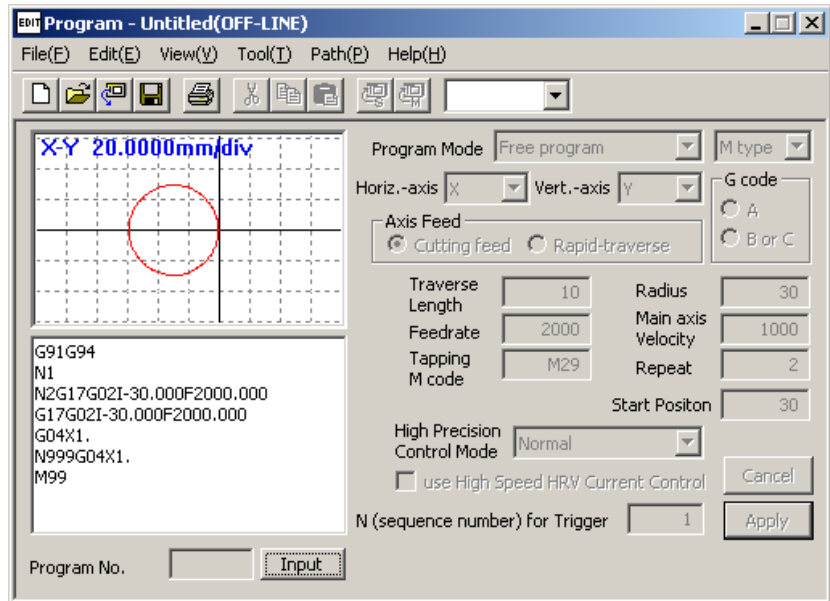 EDIT Program - Untitled(OFF-LINE)
File(F) Edit(E) View(V) Tool(T) Path(P) Help(H)
X-Y 20.0000mm/div
Program Mode Free program M type
Horiz.-axis X Vert.-axis Y
G code
A
B or C
Axis Feed
Cutting feed Rapid-traverse
Traverse Length 10 Radius 30
Feedrate 2000 Main axis Velocity 1000
Tapping M code M29 Repeat 2
Start Positon 30
High Precision Control Mode Normal
use High Speed HRV Current Control
Cancel
N (sequence number) for Trigger 1 Apply
G91G94
N1
N2G17G02I-30.000F2000.000
G17G02I-30.000F2000.000
G04X1.
N999G04X1.
M99
Program No. Input